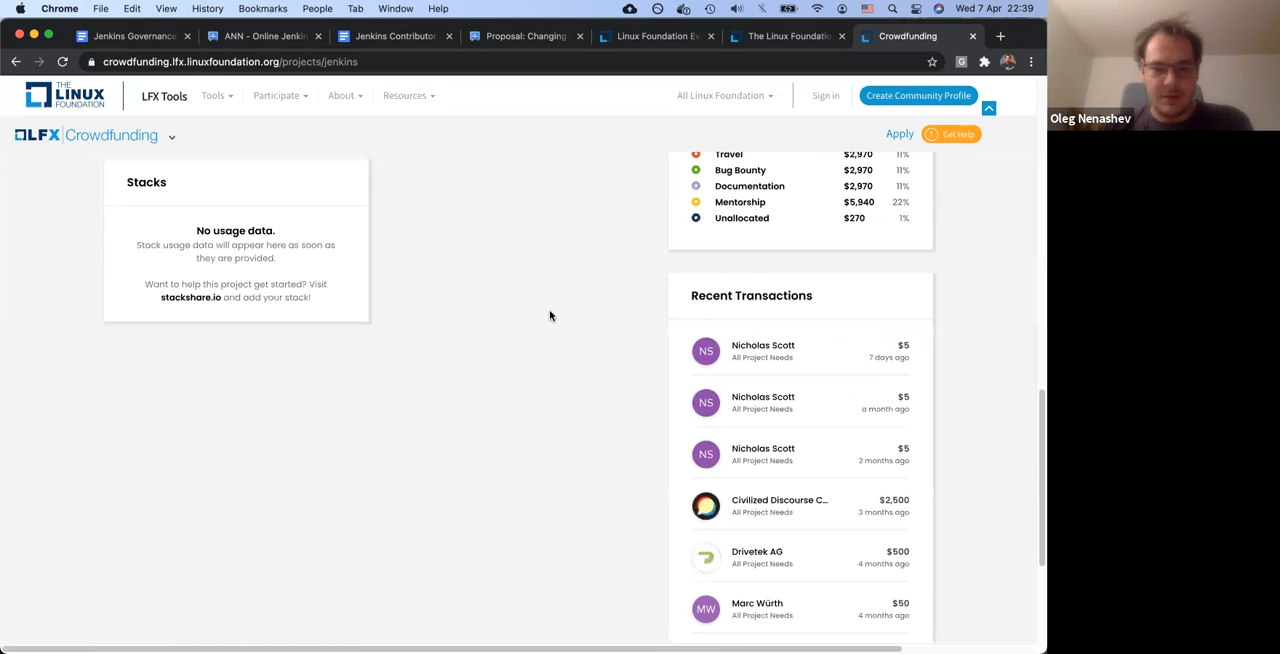 Chrome File Edit View History Bookmarks People Tab Window Help Wed 7 Apr 22:39
Jenkins Governance ANN - Online Jenkin Jenkins Contributor Proposal: Changing Linux Foundation Ev The Linux Foundatio Crowdfunding
crowdfunding.lfx.linuxfoundation.org/projects/jenkins
THE LINUX FOUNDATION LFX Tools Tools Participate About Resources All Linux Foundation Sign in Create Community Profile
LFX Crowdfunding Apply ? Get Help
Oleg Nenashev
Stacks
No usage data.
Stack usage data will appear here as soon as
they are provided.
Want to help this project get started? Visit
stackshare.io and add your stack!
Travel $2,970 11%
Bug Bounty $2,970 11%
Documentation $2,970 11%
Mentorship $5,940 22%
Unallocated $270 1%
Recent Transactions
NS Nicholas Scott $5
All Project Needs 7 days ago
NS Nicholas Scott $5
All Project Needs a month ago
NS Nicholas Scott $5
All Project Needs 2 months ago
Civilized Discourse C... $2,500
All Project Needs 3 months ago
Drivetek AG $500
All Project Needs 4 months ago
MW Marc Würth $50
All Project Needs 4 months ago